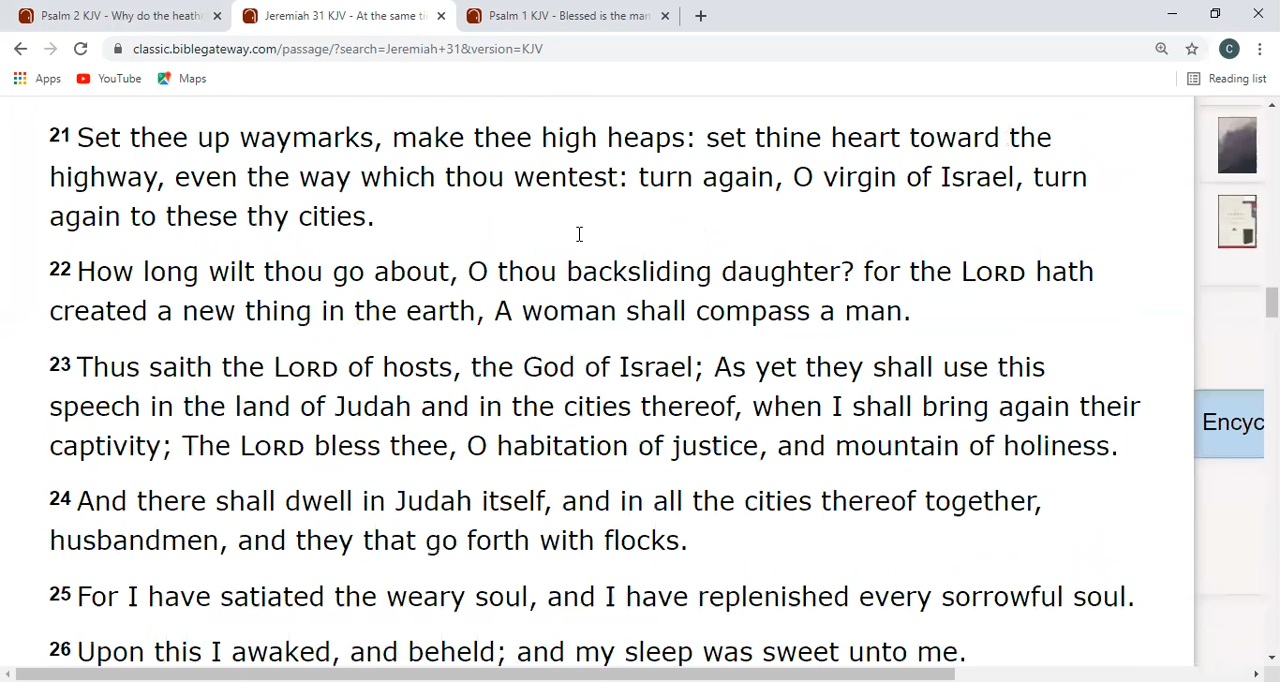 Psalm 2 KJV - Why do the heath
Jeremiah 31 KJV - At the same ti
Psalm 1 KJV - Blessed is the man
classic.biblegateway.com/passage/?search=Jeremiah+31&version=KJV
C
Apps YouTube Maps Reading list
21 Set thee up waymarks, make thee high heaps: set thine heart toward the
highway, even the way which thou wentest: turn again, O virgin of Israel, turn
again to these thy cities.
22 How long wilt thou go about, O thou backsliding daughter? for the LORD hath
created a new thing in the earth, A woman shall compass a man.
23 Thus saith the LORD of hosts, the God of Israel; As yet they shall use this
speech in the land of Judah and in the cities thereof, when I shall bring again their
captivity; The LORD bless thee, O habitation of justice, and mountain of holiness.
24 And there shall dwell in Judah itself, and in all the cities thereof together,
husbandmen, and they that go forth with flocks.
25 For I have satiated the weary soul, and I have replenished every sorrowful soul.
26 Upon this I awaked, and beheld; and my sleep was sweet unto me.
Encyc